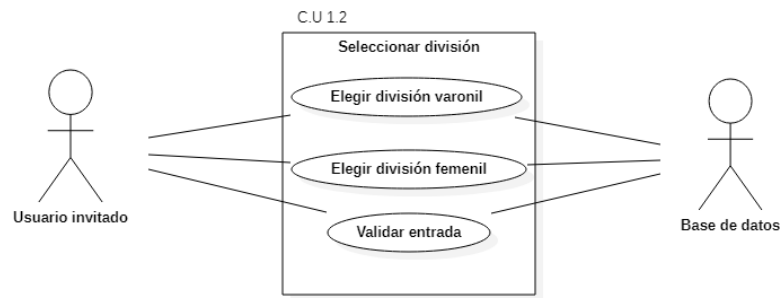 C.U 1.2
Seleccionar división
Elegir división varonil
Elegir división femenil
Validar entrada
Usuario invitado
Base de datos